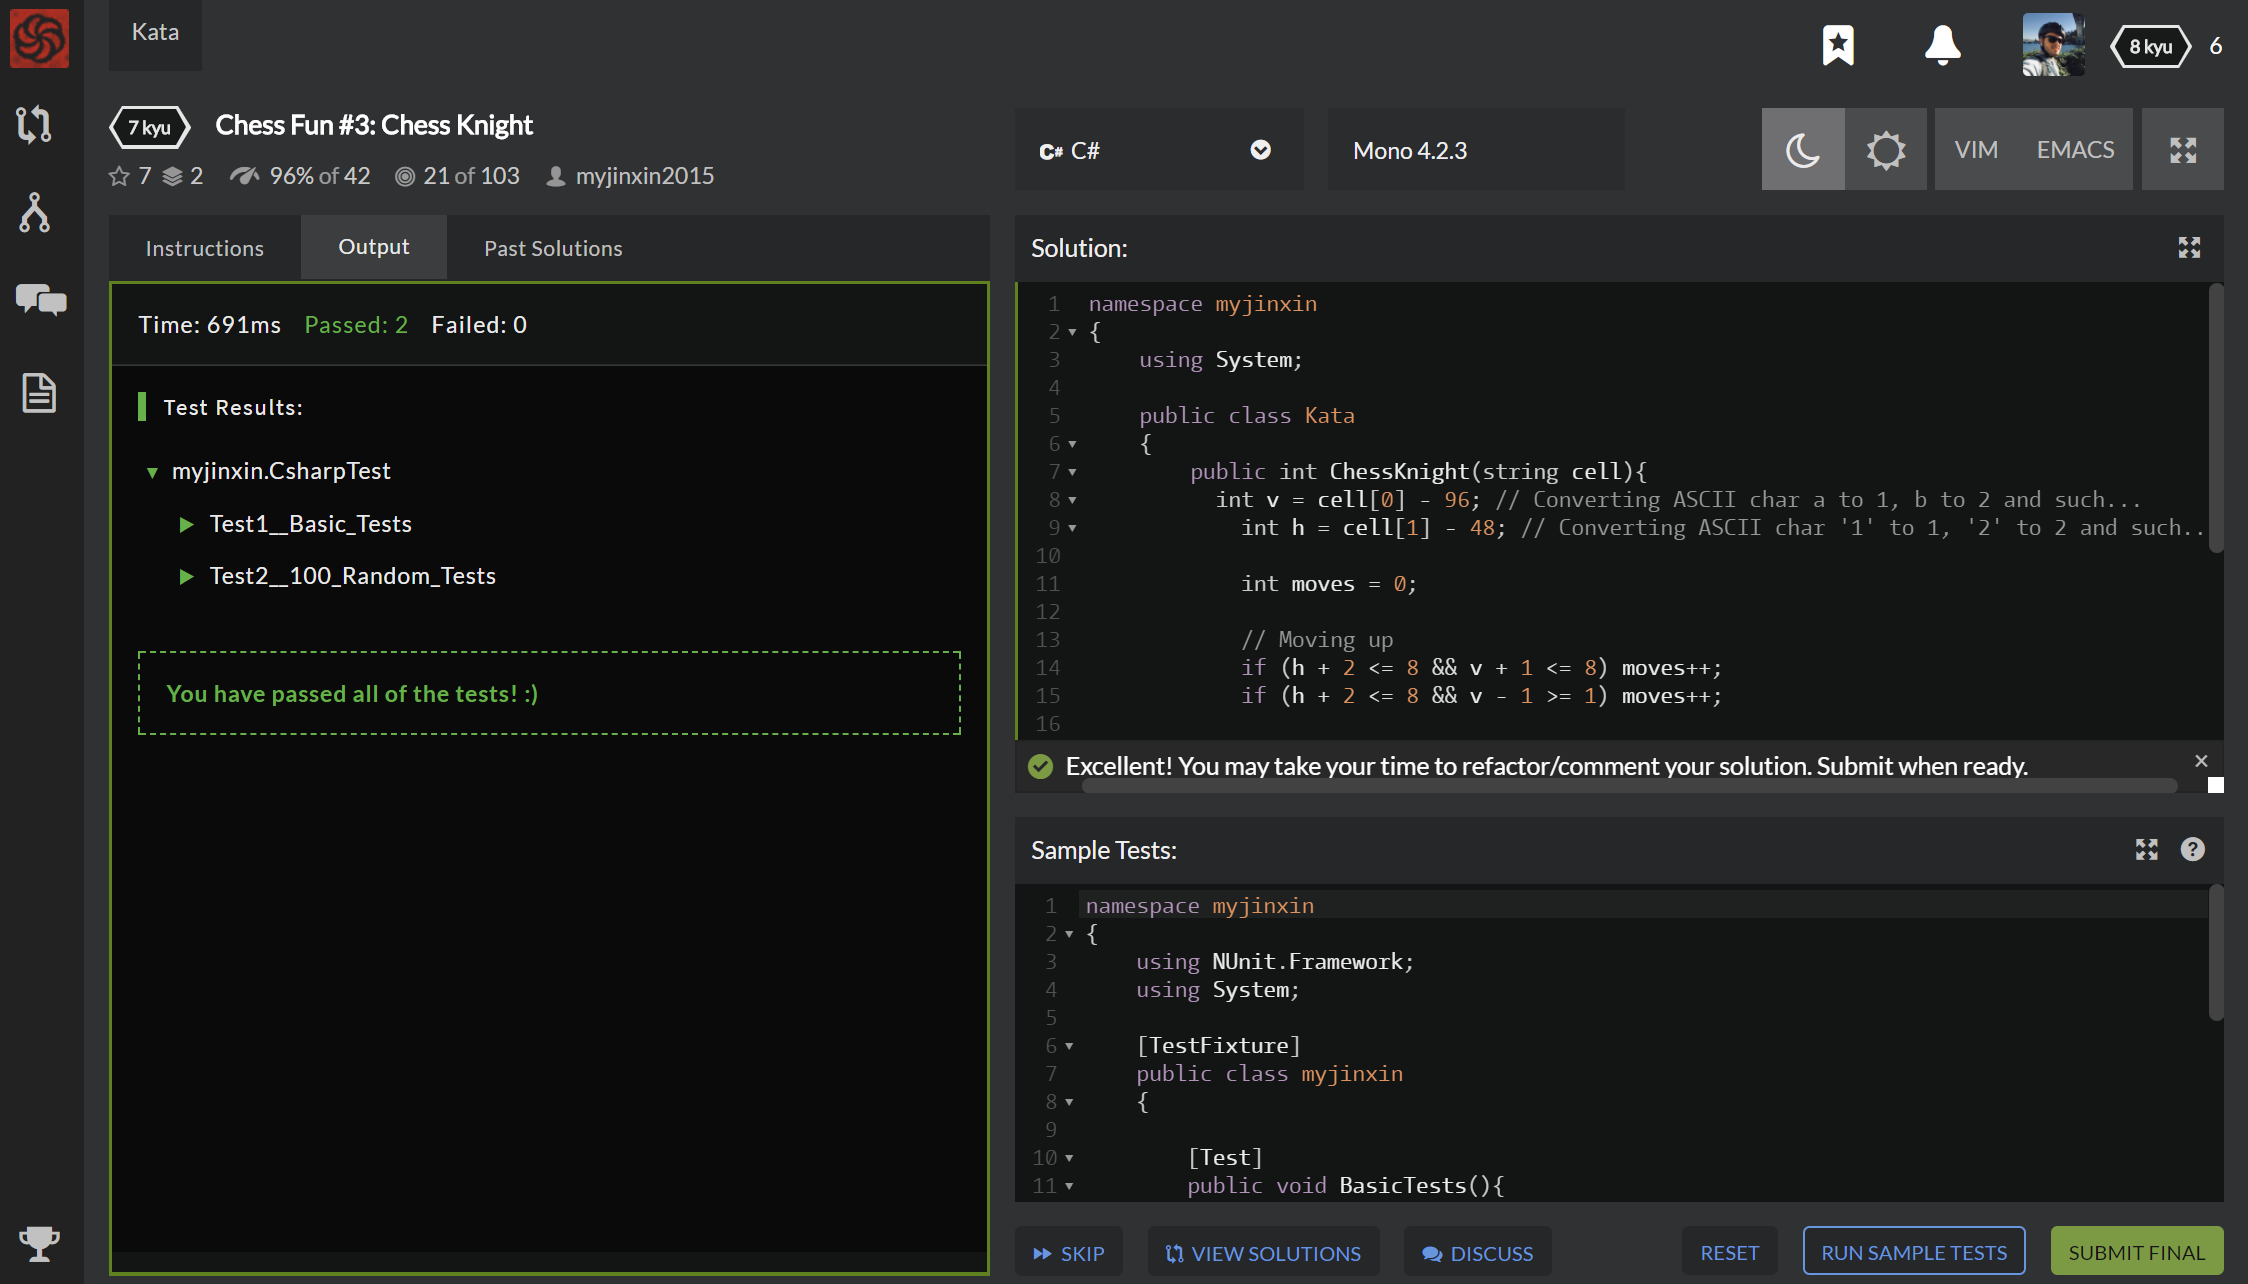 Kata
8 kyu 6
7 kyu Chess Fun #3: Chess Knight
7 2 96% of 42 21 of 103 myjinxin2015
C# C#
Mono 4.2.3
VIM EMACS
Instructions Output Past Solutions
Time: 691ms Passed: 2 Failed: 0
Test Results:
myjinxin.CsharpTest
Test1__Basic_Tests
Test2__100_Random_Tests
You have passed all of the tests! :)
Solution:
1 namespace myjinxin
2 {
3 using System;
4
5 public class Kata
6 {
7 public int ChessKnight(string cell){
8 int v = cell[0] - 96; // Converting ASCII char a to 1, b to 2 and such...
9 int h = cell[1] - 48; // Converting ASCII char '1' to 1, '2' to 2 and such..
10
11 int moves = 0;
12
13 // Moving up
14 if (h + 2 <= 8 && v + 1 <= 8) moves++;
15 if (h + 2 <= 8 && v - 1 >= 1) moves++;
16
Excellent! You may take your time to refactor/comment your solution. Submit when ready.
Sample Tests:
1 namespace myjinxin
2 {
3 using NUnit.Framework;
4 using System;
5
6 [TestFixture]
7 public class myjinxin
8 {
9
10 [Test]
11 public void BasicTests(){
SKIP VIEW SOLUTIONS DISCUSS RESET RUN SAMPLE TESTS SUBMIT FINAL